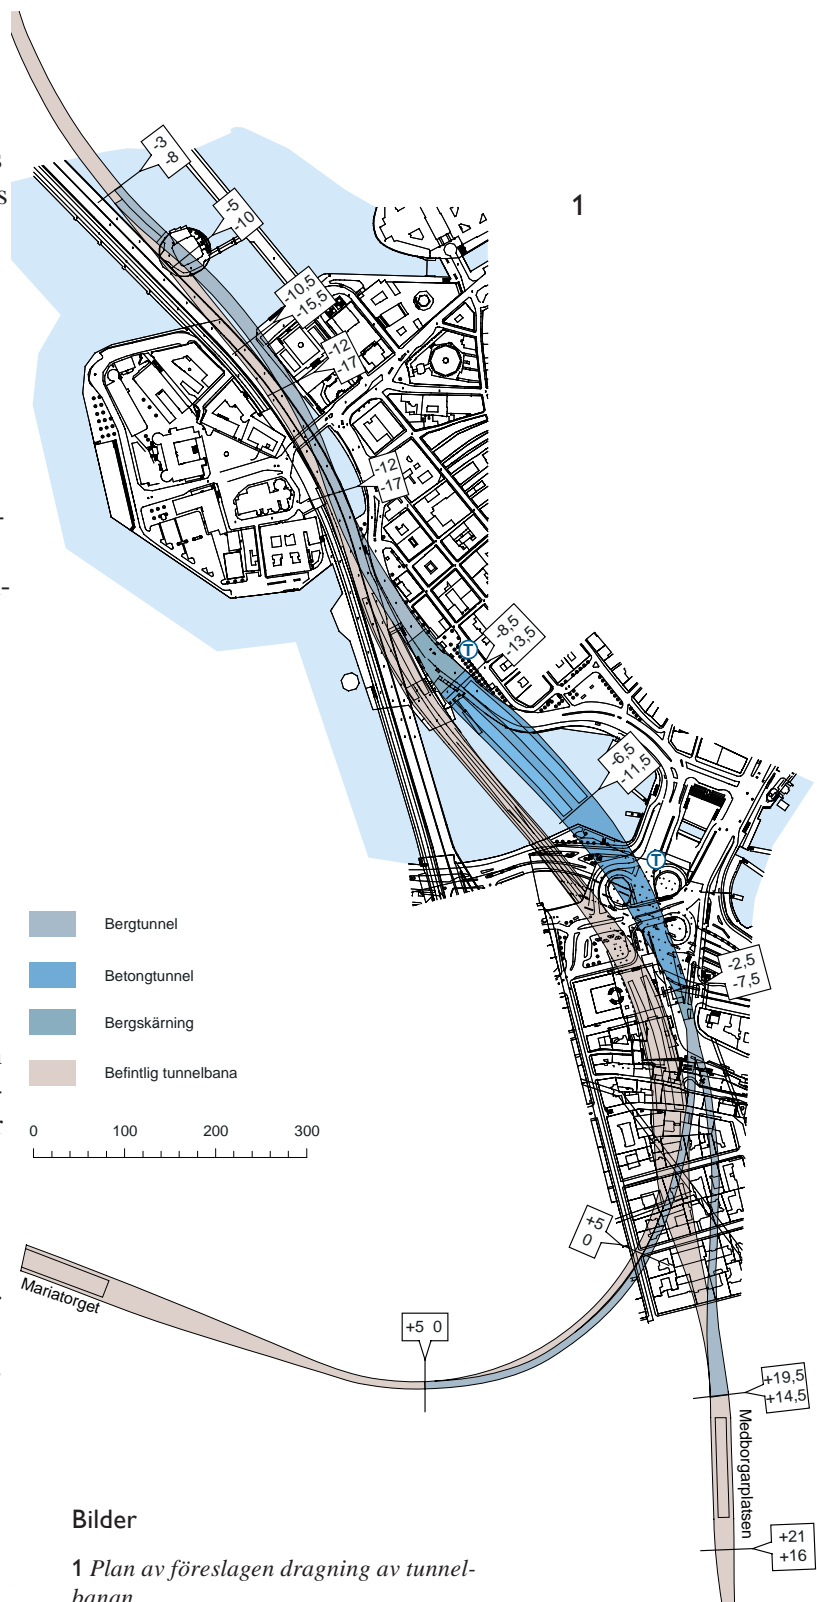 1
-3
-8
-5
-10
-10,5
-15,5
-12
-17
-12
-17
-8,5
-13,5
T
-6,5
-11,5
T
Bergtunnel
Betongtunnel
Bergskärning
Befintlig tunnelbana
-2,5
-7,5
0 100 200 300
+5
0
Mariatorget
+5 0
+19,5
+14,5
Medborgarplatsen
+21
+16
Bilder
1 Plan av föreslagen dragning av tunnel-
banan